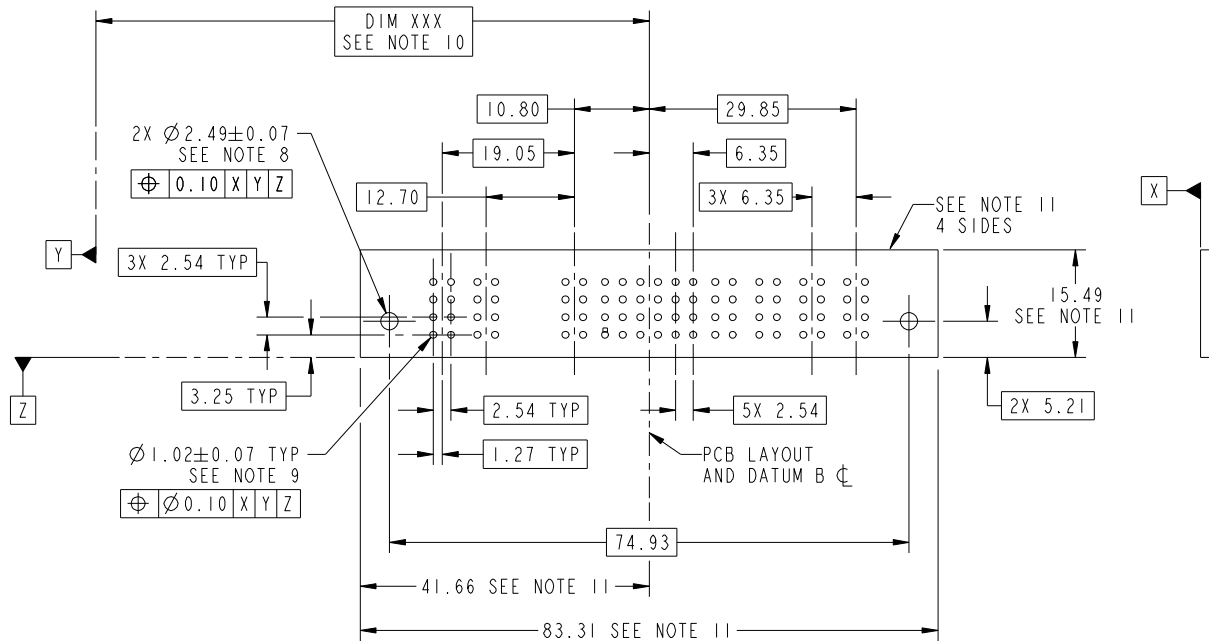 DIM XXX
SEE NOTE 10
10.80
29.85
2X Ø2.49±0.07
SEE NOTE 8
⌖ 0.10 X Y Z
19.05
6.35
12.70
3X 6.35
SEE NOTE 11
4 SIDES
X
Y
3X 2.54 TYP
15.49
SEE NOTE 11
8
Z
3.25 TYP
2.54 TYP
5X 2.54
2X 5.21
Ø1.02±0.07 TYP
SEE NOTE 9
⌖ Ø0.10 X Y Z
1.27 TYP
PCB LAYOUT
AND DATUM B ℄
74.93
41.66 SEE NOTE 11
83.31 SEE NOTE 11